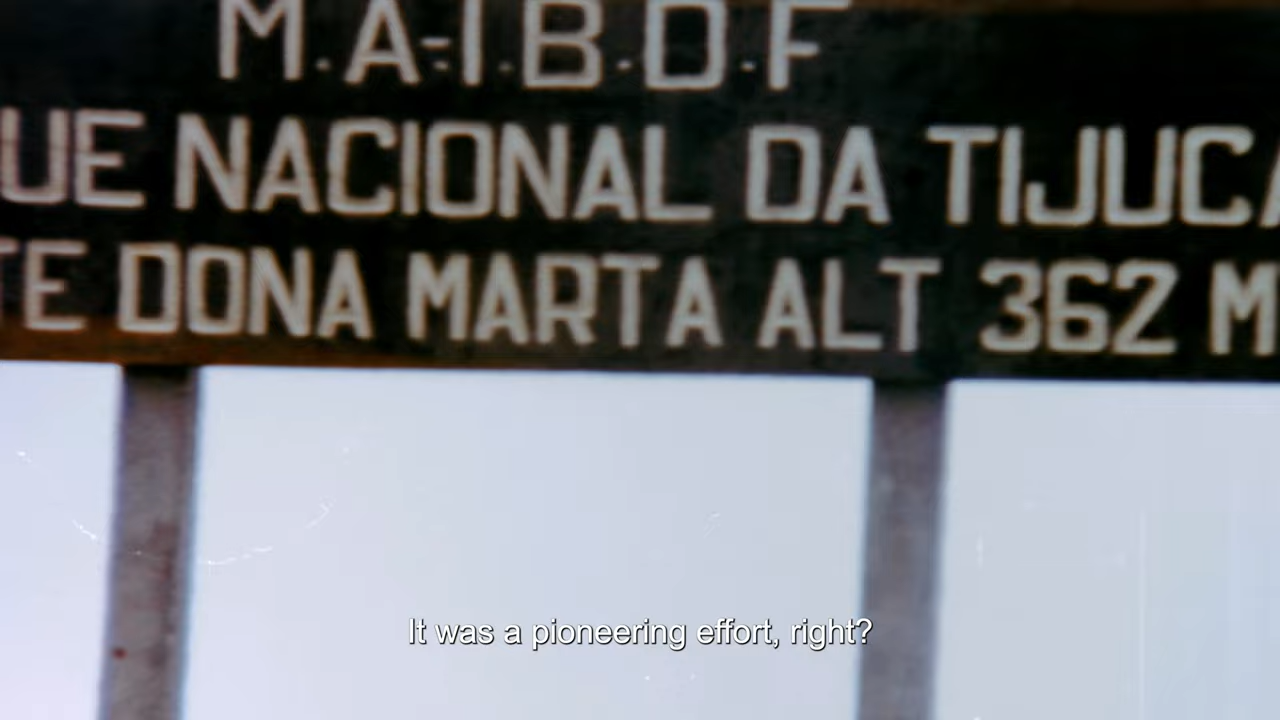 M.A-I.B.D.F
UE NACIONAL DA TIJUCA
TE DONA MARTA ALT 362 M
It was a pioneering effort, right?